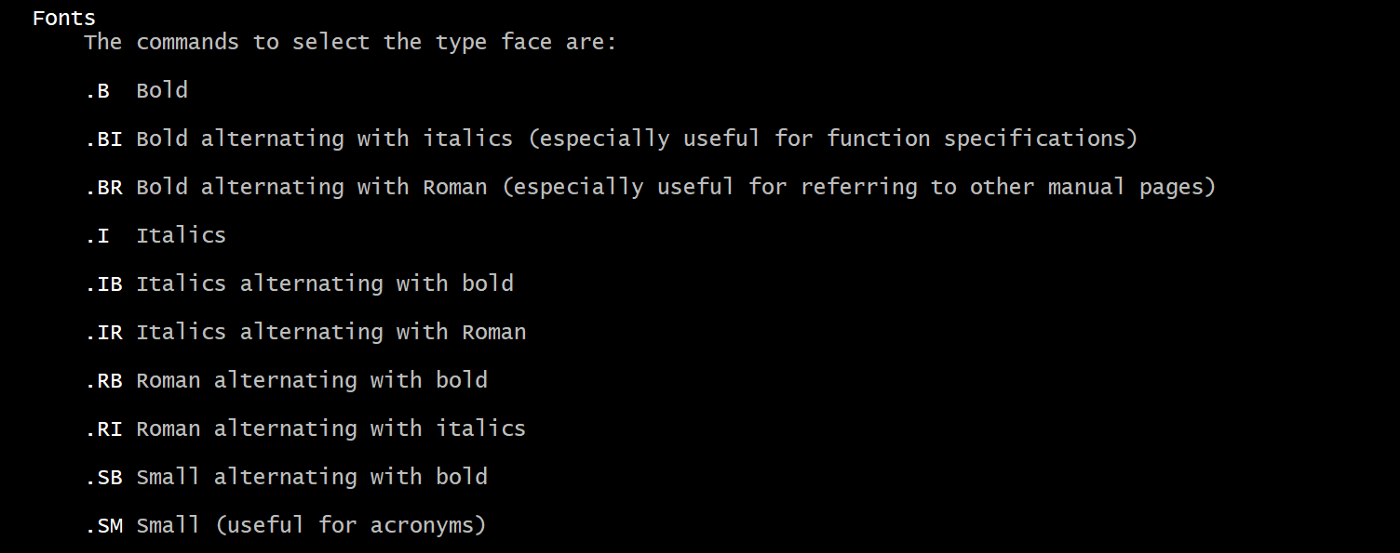 Fonts
The commands to select the type face are:
.B Bold
.BI Bold alternating with italics (especially useful for function specifications)
.BR Bold alternating with Roman (especially useful for referring to other manual pages)
.I Italics
.IB Italics alternating with bold
.IR Italics alternating with Roman
.RB Roman alternating with bold
.RI Roman alternating with italics
.SB Small alternating with bold
.SM Small (useful for acronyms)